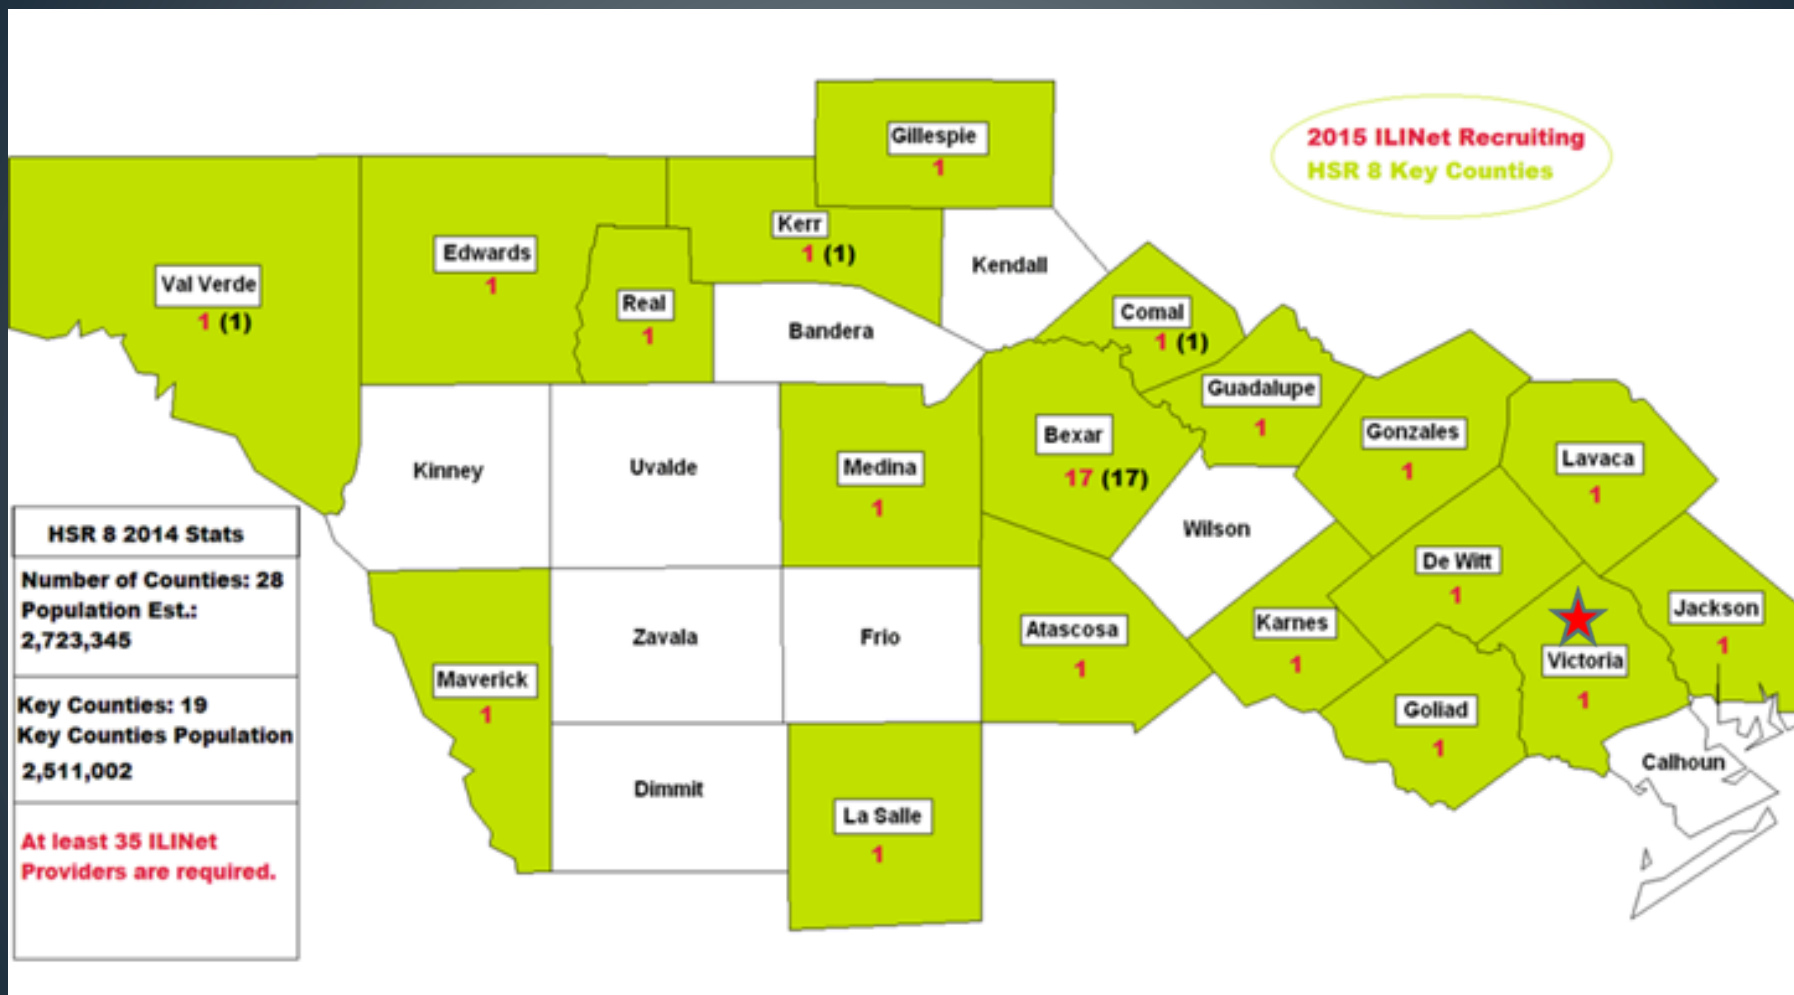 2015 ILINet Recruiting
HSR 8 Key Counties
Gillespie
1
Kerr
1 (1)
Edwards
1
Val Verde
1 (1)
Real
1
Kendall
Bandera
Comal
1 (1)
Guadalupe
1
Bexar
17 (17)
Gonzales
1
Lavaca
1
Kinney
Uvalde
Medina
1
Wilson
De Witt
1
Jackson
1
Karnes
1
Atascosa
1
Zavala
Frio
Maverick
1
Victoria
1
Goliad
1
Calhoun
Dimmit
La Salle
1
HSR 8 2014 Stats
Number of Counties: 28
Population Est.:
2,723,345
Key Counties: 19
Key Counties Population
2,511,002
At least 35 ILINet
Providers are required.